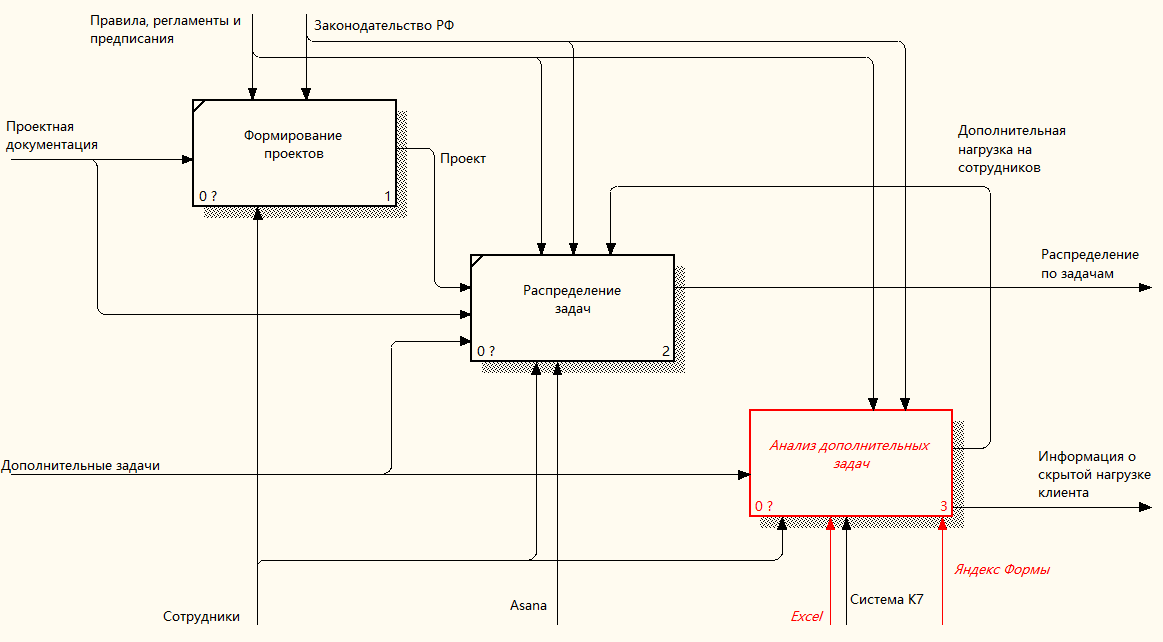 Правила, регламенты и
предписания
Законодательство РФ
Проектная
документация
Формирование
проектов
0 ?
1
Проект
Дополнительная
нагрузка на
сотрудников
Распределение
задач
0 ?
2
Распределение
по задачам
Дополнительные задачи
Анализ дополнительных
задач
0 ?
3
Информация о
скрытой нагрузке
клиента
Сотрудники
Asana
Excel
Система К7
Яндекс Формы